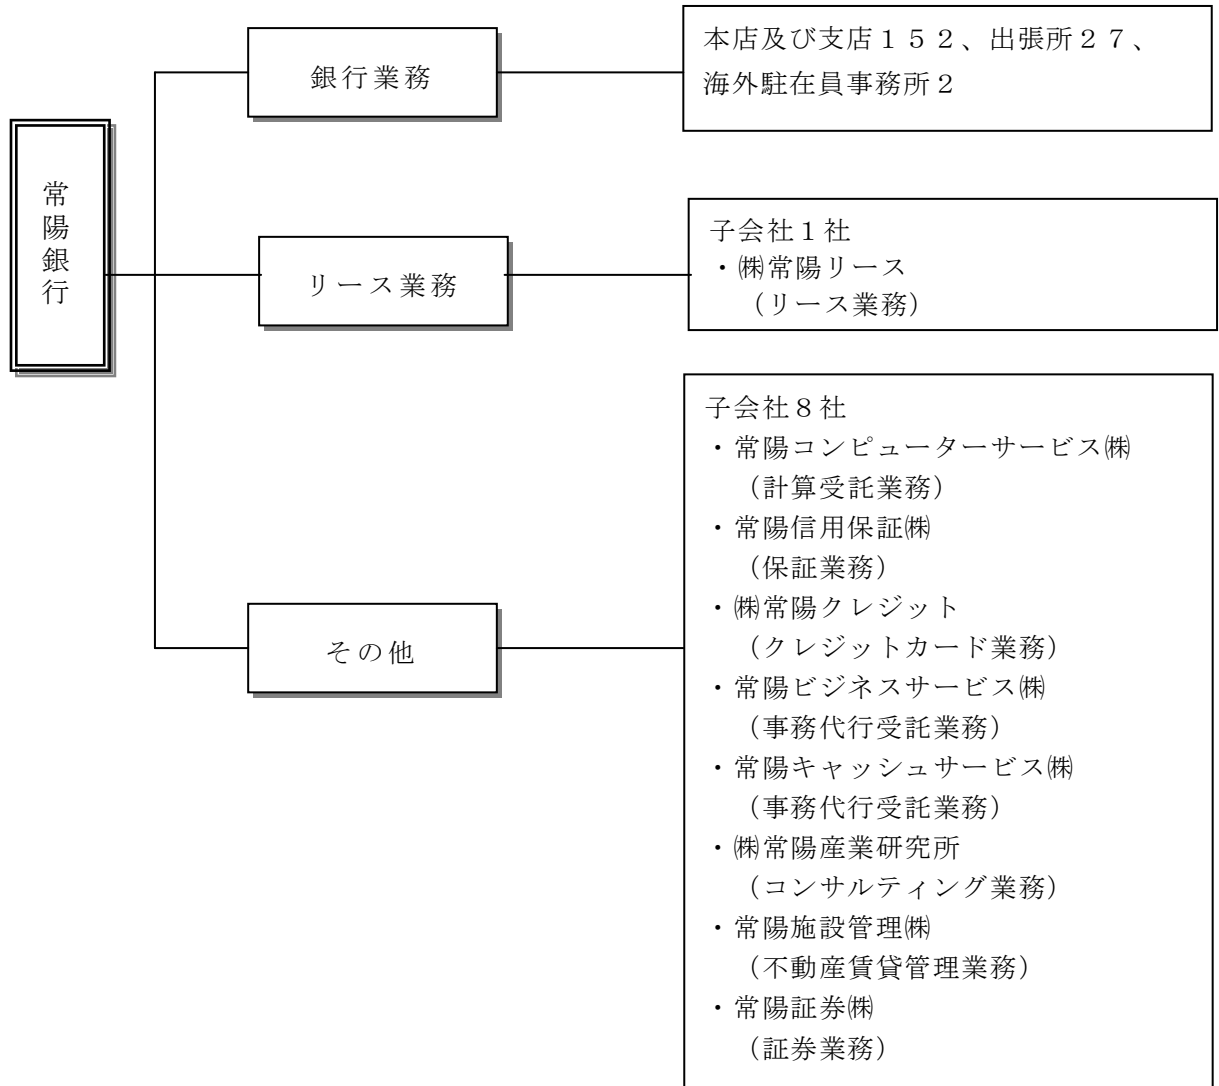 常陽銀行
銀行業務
本店及び支店１５２、出張所２７、
海外駐在員事務所２
リース業務
子会社１社
・㈱常陽リース
（リース業務）
その他
子会社８社
・常陽コンピューターサービス㈱
（計算受託業務）
・常陽信用保証㈱
（保証業務）
・㈱常陽クレジット
（クレジットカード業務）
・常陽ビジネスサービス㈱
（事務代行受託業務）
・常陽キャッシュサービス㈱
（事務代行受託業務）
・㈱常陽産業研究所
（コンサルティング業務）
・常陽施設管理㈱
（不動産賃貸管理業務）
・常陽証券㈱
（証券業務）